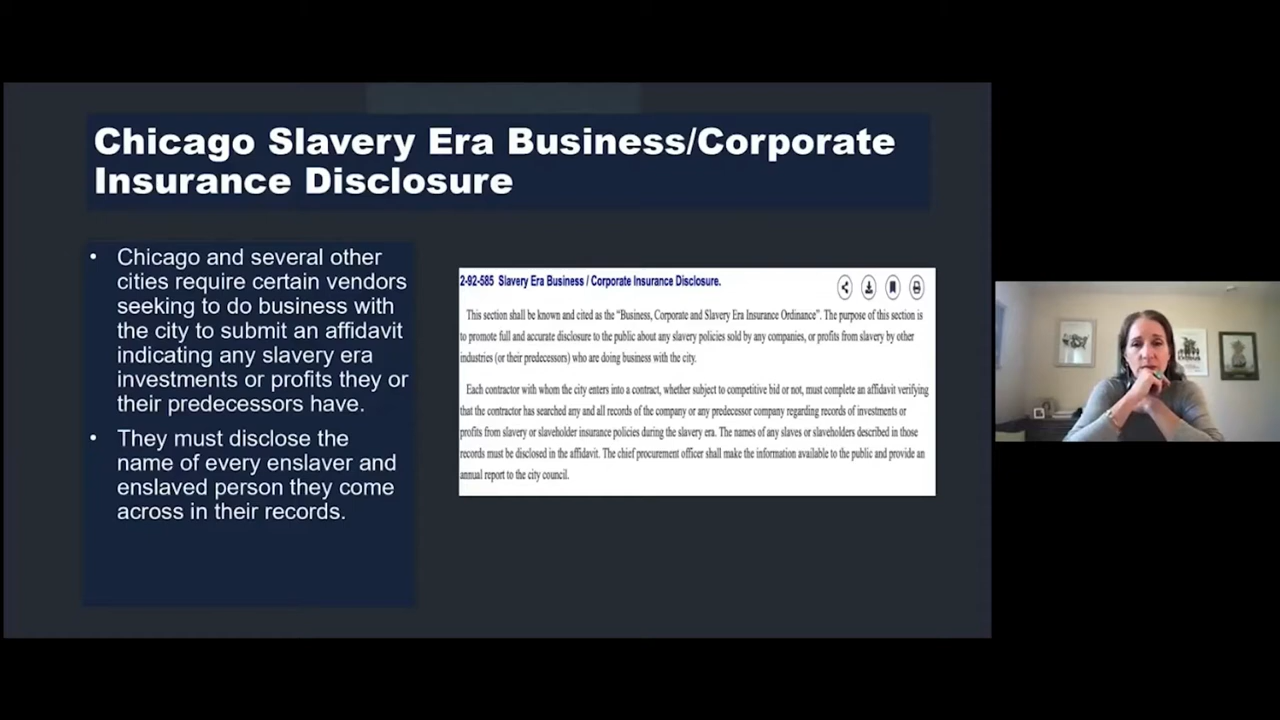 Chicago Slavery Era Business/Corporate
Insurance Disclosure
• Chicago and several other
cities require certain vendors
seeking to do business with
the city to submit an affidavit
indicating any slavery era
investments or profits they or
their predecessors have.
• They must disclose the
name of every enslaver and
enslaved person they come
across in their records.
2-92-585 Slavery Era Business / Corporate Insurance Disclosure.
This section shall be known and cited as the “Business, Corporate and Slavery Era Insurance Ordinance”. The purpose of this section is
to promote full and accurate disclosure to the public about any slavery policies sold by any companies, or profits from slavery by other
industries (or their predecessors) who are doing business with the city.
Each contractor with whom the city enters into a contract, whether subject to competitive bid or not, must complete an affidavit verifying
that the contractor has searched any and all records of the company or any predecessor company regarding records of investments or
profits from slavery or slaveholder insurance policies during the slavery era. The names of any slaves or slaveholders described in those
records must be disclosed in the affidavit. The chief procurement officer shall make the information available to the public and provide an
annual report to the city council.